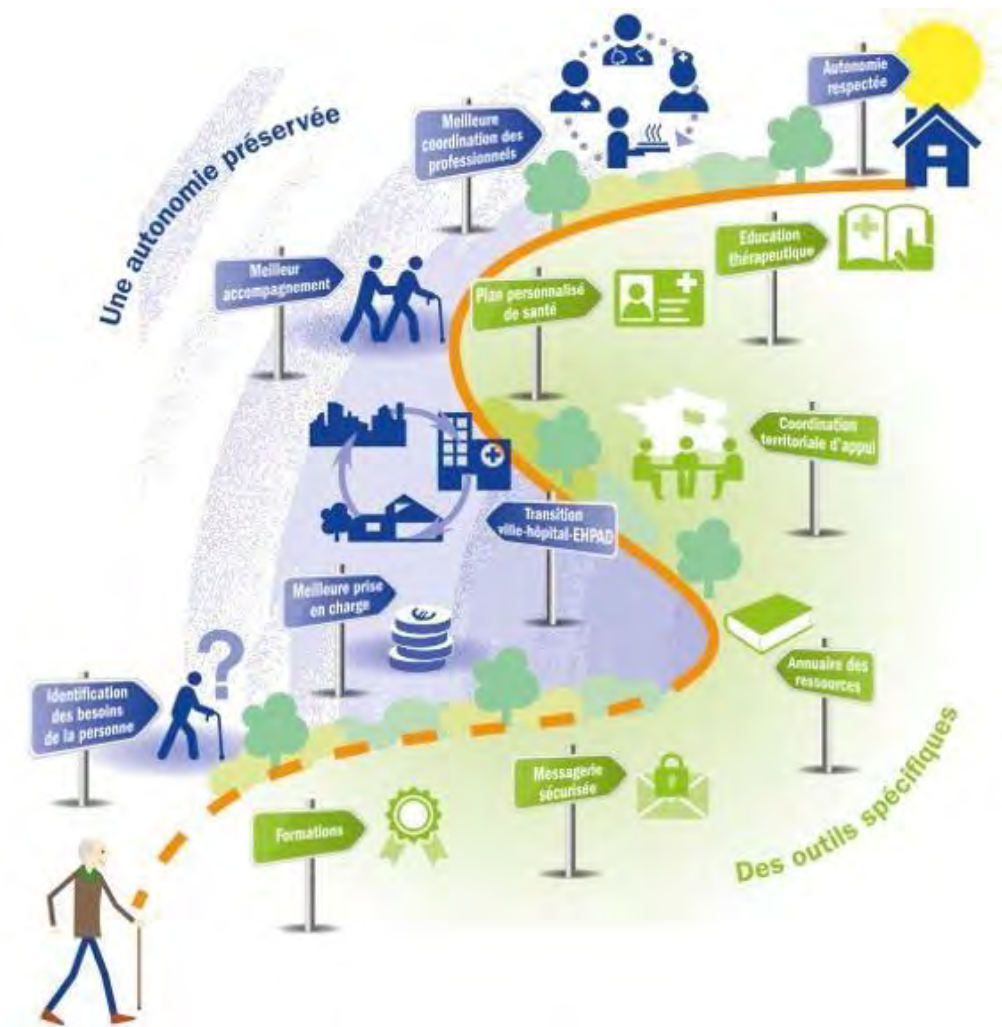 Une autonomie préservée
Meilleure
coordination des
professionnels
Autonomie
respectée
Meilleur
accompagnement
Plan personnalisé
de santé
Education
thérapeutique
Coordination
territoriale d'appui
Transition
ville-hôpital-EHPAD
Meilleure prise
en charge
Annuaire des
ressources
Identification
des besoins
de la personne
Messagerie
sécurisée
Formations
Des outils spécifiques